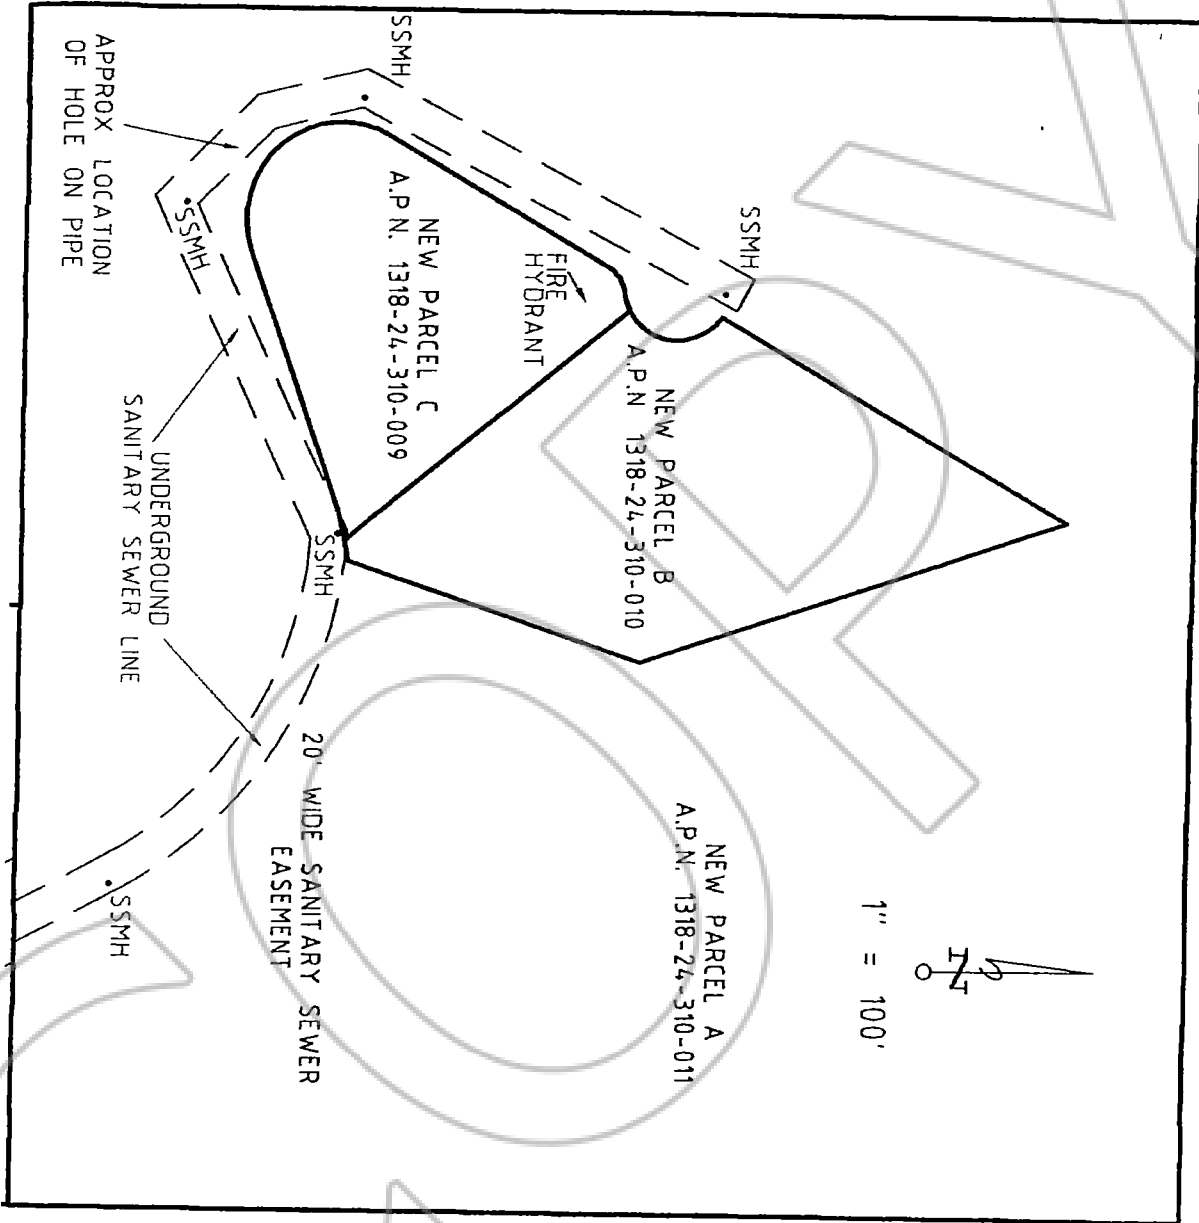 N
1" = 100'
SSMH
NEW PARCEL A
A.P.N. 1318-24-310-011
NEW PARCEL B
A.P.N 1318-24-310-010
FIRE
HYDRANT
NEW PARCEL C
A.P.N. 1318-24-310-009
SSMH
SSMH
20' WIDE SANITARY SEWER
EASEMENT
SSMH
UNDERGROUND
SANITARY SEWER LINE
SSMH
APPROX LOCATION
OF HOLE ON PIPE
COPY